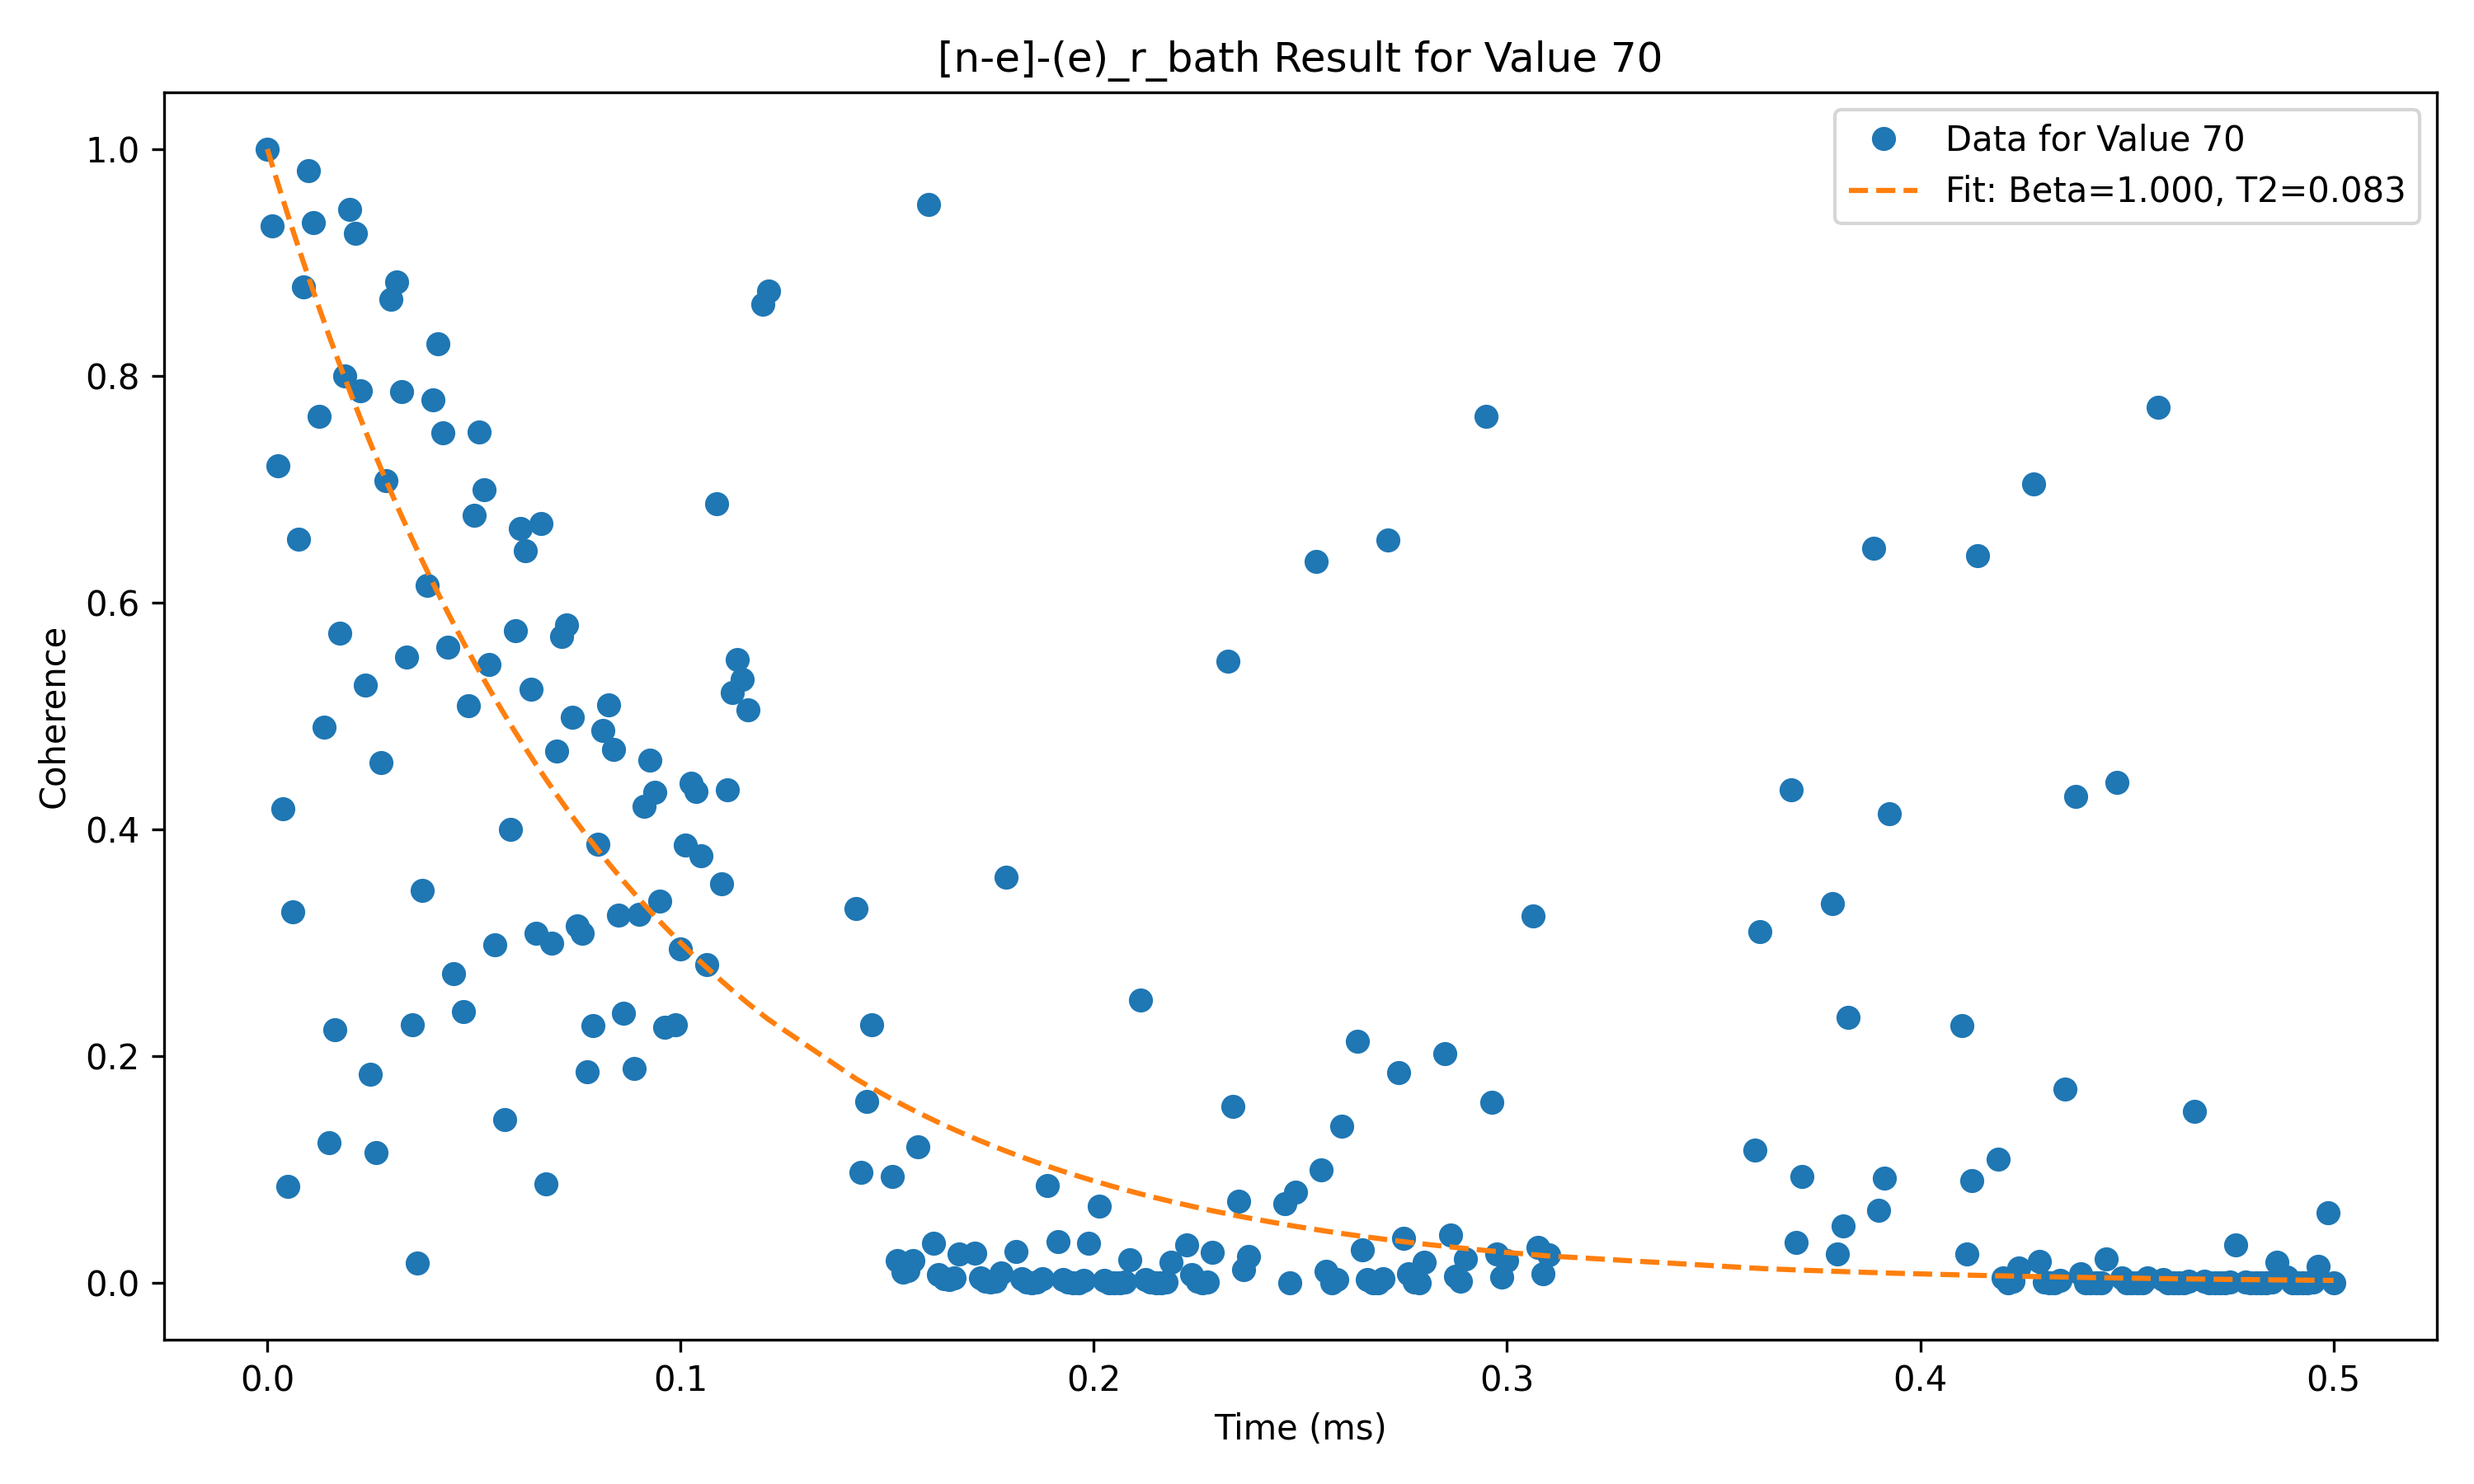 [n-e]-(e)_r_bath Result for Value 70
Data for Value 70
Fit: Beta=1.000, T2=0.083
Coherence
1.0
0.8
0.6
0.4
0.2
0.0
0.0 0.1 0.2 0.3 0.4 0.5
Time (ms)